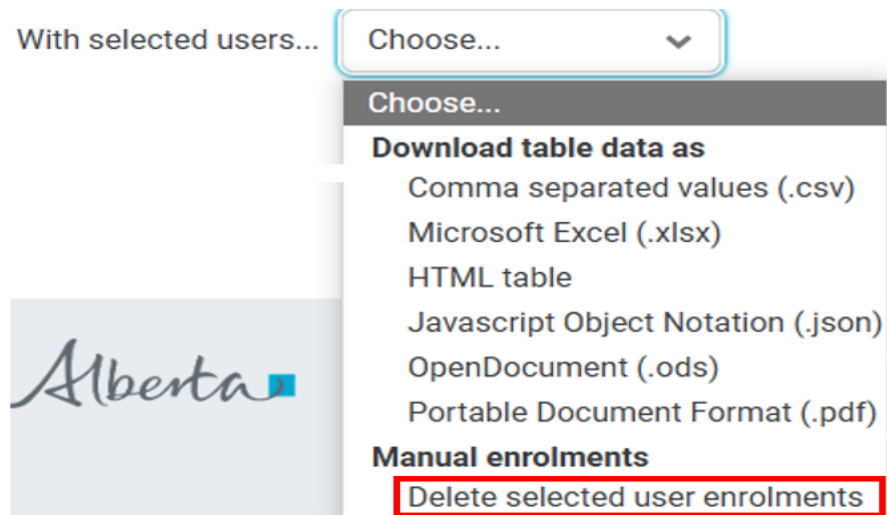 With selected users... Choose...
Choose...
Download table data as
Comma separated values (.csv)
Microsoft Excel (.xlsx)
HTML table
Javascript Object Notation (.json)
OpenDocument (.ods)
Portable Document Format (.pdf)
Manual enrolments
Delete selected user enrolments
Alberta